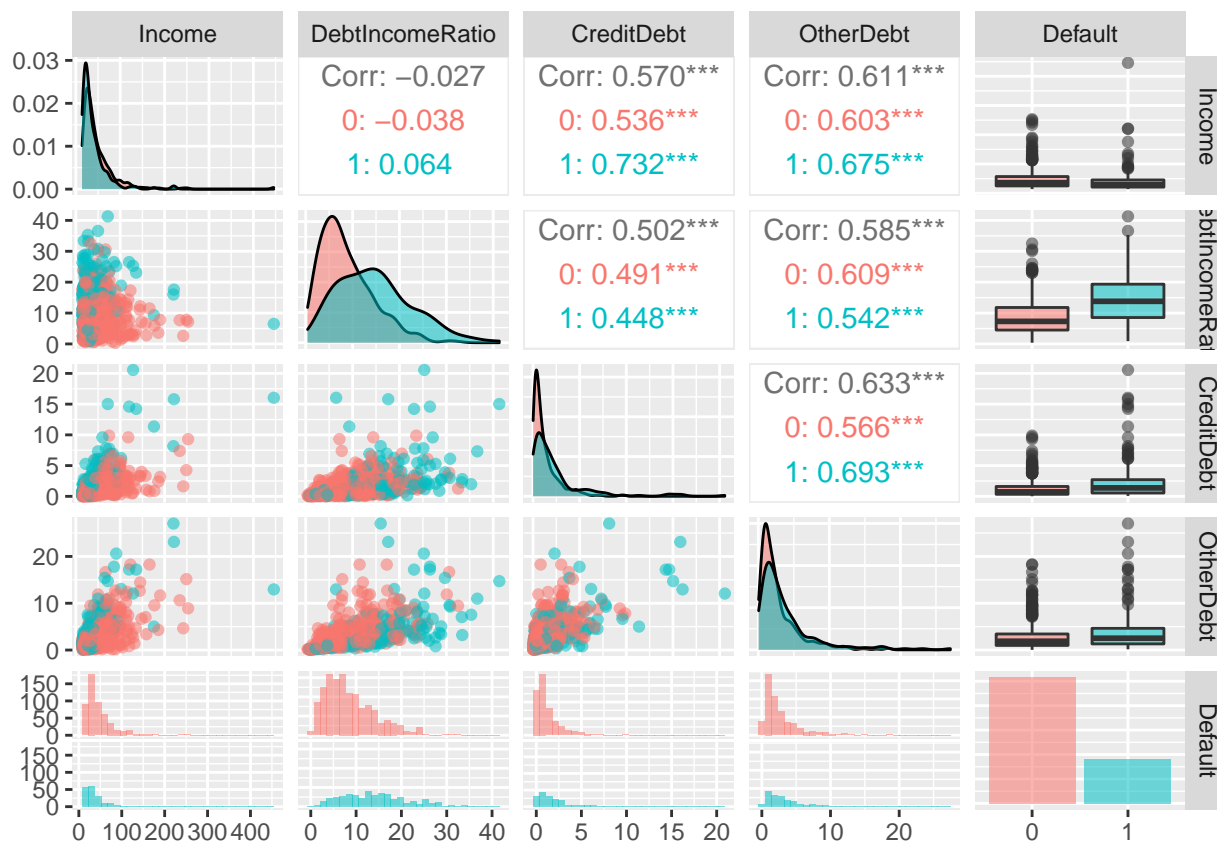 Income DebtIncomeRatio CreditDebt OtherDebt Default
0.03
0.02
0.01
0.00
Corr: −0.027
0: −0.038
1: 0.064
Corr: 0.570***
0: 0.536***
1: 0.732***
Corr: 0.611***
0: 0.603***
1: 0.675***
Income
40
30
20
10
0
Corr: 0.502***
0: 0.491***
1: 0.448***
Corr: 0.585***
0: 0.609***
1: 0.542***
ebtIncomeRat
20
15
10
5
0
Corr: 0.633***
0: 0.566***
1: 0.693***
CreditDebt
20
10
0
OtherDebt
150
100
50
0
150
100
50
0
Default
0 100 200 300 400 0 10 20 30 40 0 5 10 15 20 0 10 20 0 1